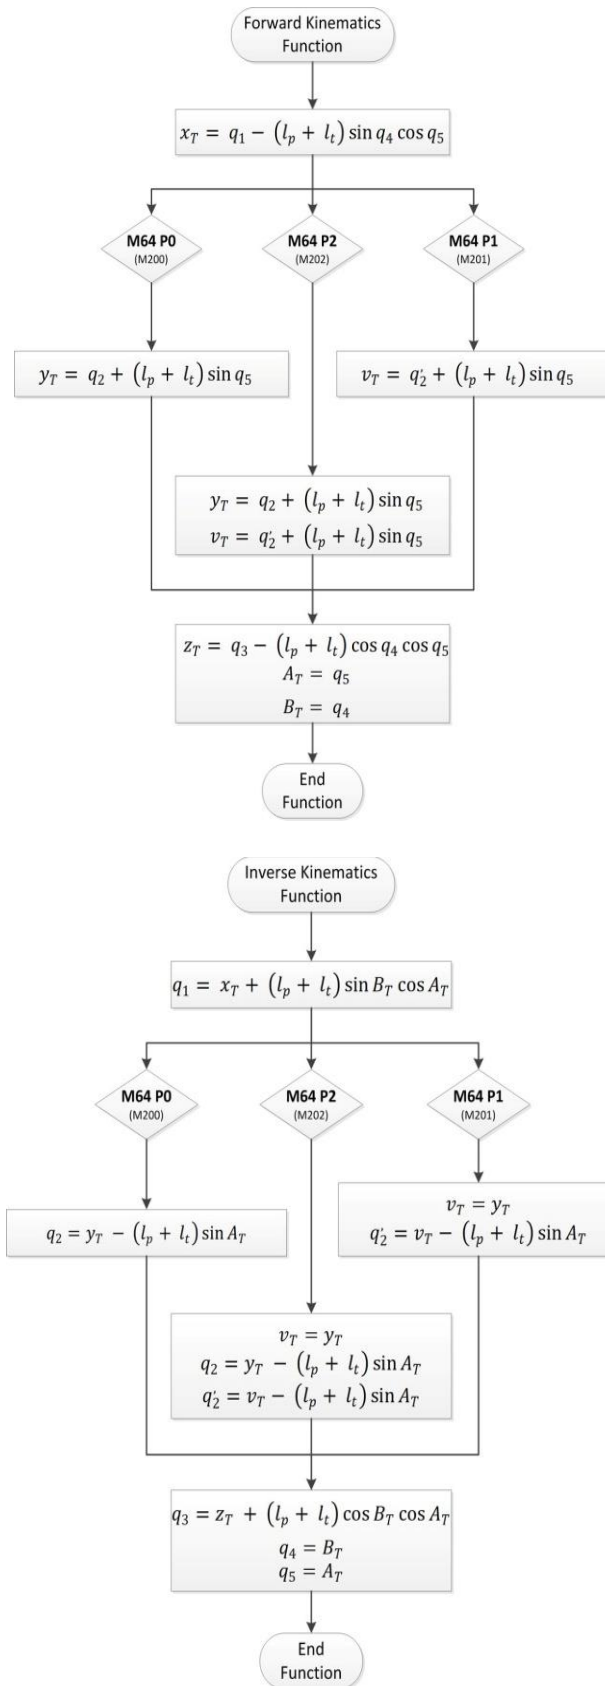 Forward Kinematics
Function
x_T = q_1 − (l_p + l_t) sin q_4 cos q_5
M64 P0
(M200)
M64 P2
(M202)
M64 P1
(M201)
y_T = q_2 + (l_p + l_t) sin q_5
v_T = q_2' + (l_p + l_t) sin q_5
y_T = q_2 + (l_p + l_t) sin q_5
v_T = q_2' + (l_p + l_t) sin q_5
z_T = q_3 − (l_p + l_t) cos q_4 cos q_5
A_T = q_5
B_T = q_4
End
Function
Inverse Kinematics
Function
q_1 = x_T + (l_p + l_t) sin B_T cos A_T
M64 P0
(M200)
M64 P2
(M202)
M64 P1
(M201)
q_2 = y_T − (l_p + l_t) sin A_T
v_T = y_T
q_2' = v_T − (l_p + l_t) sin A_T
v_T = y_T
q_2 = y_T − (l_p + l_t) sin A_T
q_2' = v_T − (l_p + l_t) sin A_T
q_3 = z_T + (l_p + l_t) cos B_T cos A_T
q_4 = B_T
q_5 = A_T
End
Function